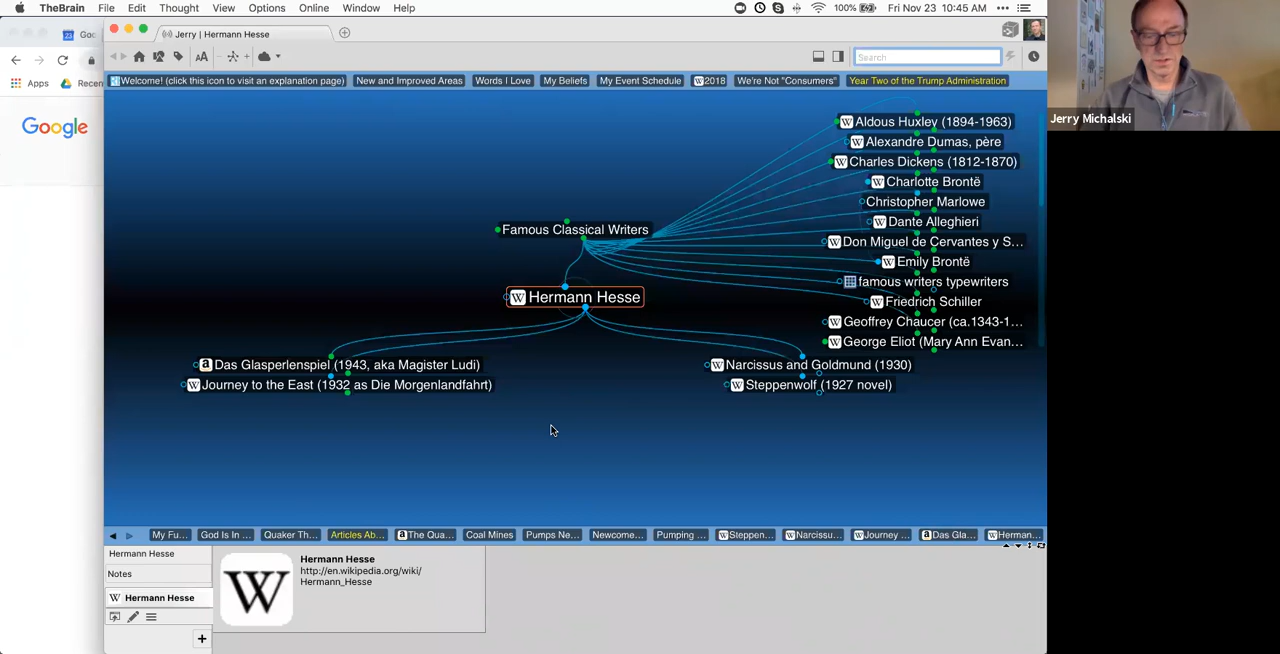 TheBrain File Edit Thought View Options Online Window Help 100% Fri Nov 23 10:45 AM
Jerry | Hermann Hesse
Search
Apps
Welcome! (click this icon to visit an explanation page) New and Improved Areas Words I Love My Beliefs My Event Schedule 2018 We're Not "Consumers" Year Two of the Trump Administration
Google
Jerry Michalski
Aldous Huxley (1894-1963)
Alexandre Dumas, père
Charles Dickens (1812-1870)
Charlotte Brontë
Christopher Marlowe
Dante Alleghieri
Famous Classical Writers
Don Miguel de Cervantes y S...
Emily Brontë
famous writers typewriters
Hermann Hesse
Friedrich Schiller
Geoffrey Chaucer (ca.1343-1...
George Eliot (Mary Ann Evan...
Das Glasperlenspiel (1943, aka Magister Ludi)
Narcissus and Goldmund (1930)
Journey to the East (1932 as Die Morgenlandfahrt)
Steppenwolf (1927 novel)
My Fu... God Is In ... Quaker Th... Articles Ab... The Qua... Coal Mines Pumps Ne... Newcome... Pumping ... Steppen... Narcissu... Journey ... Das Gla... Herman...
Hermann Hesse
Notes
Hermann Hesse
Hermann Hesse
http://en.wikipedia.org/wiki/
Hermann_Hesse